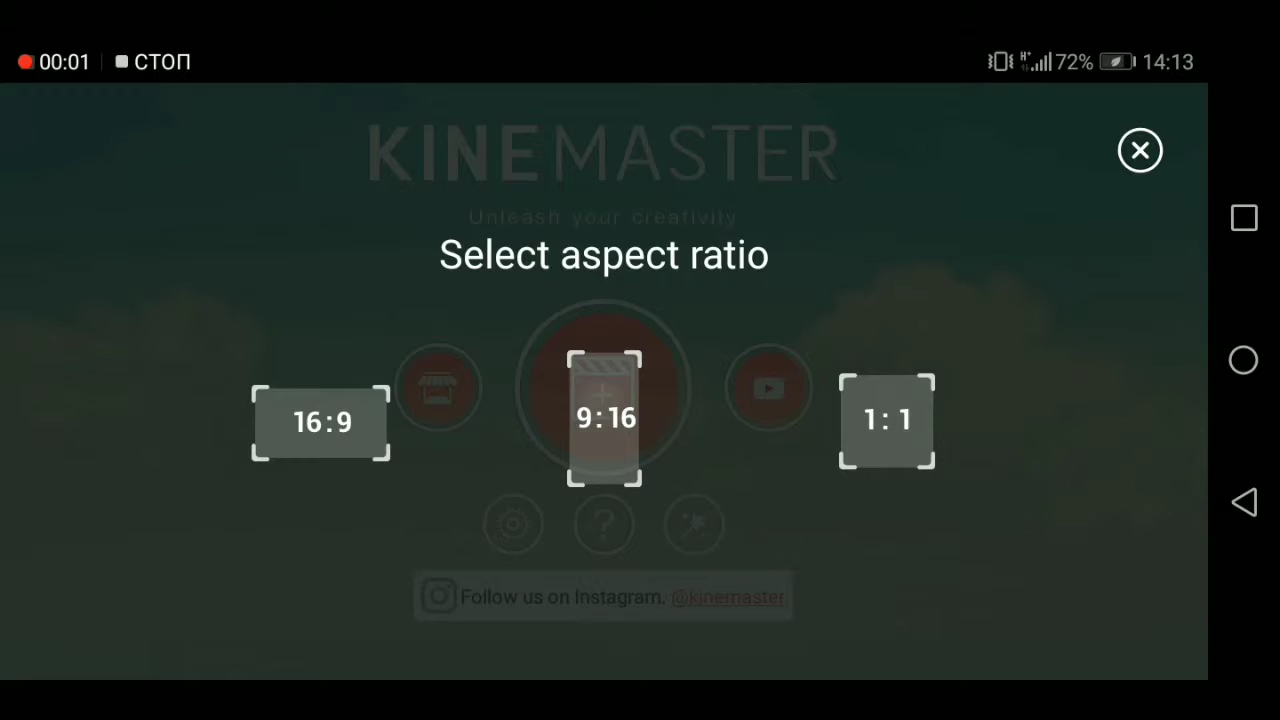 00:01 СТОП 72% 14:13
KINEMASTER
Unleash your creativity
Select aspect ratio
16:9 9:16 1:1
?
Follow us on Instagram. @kinemaster